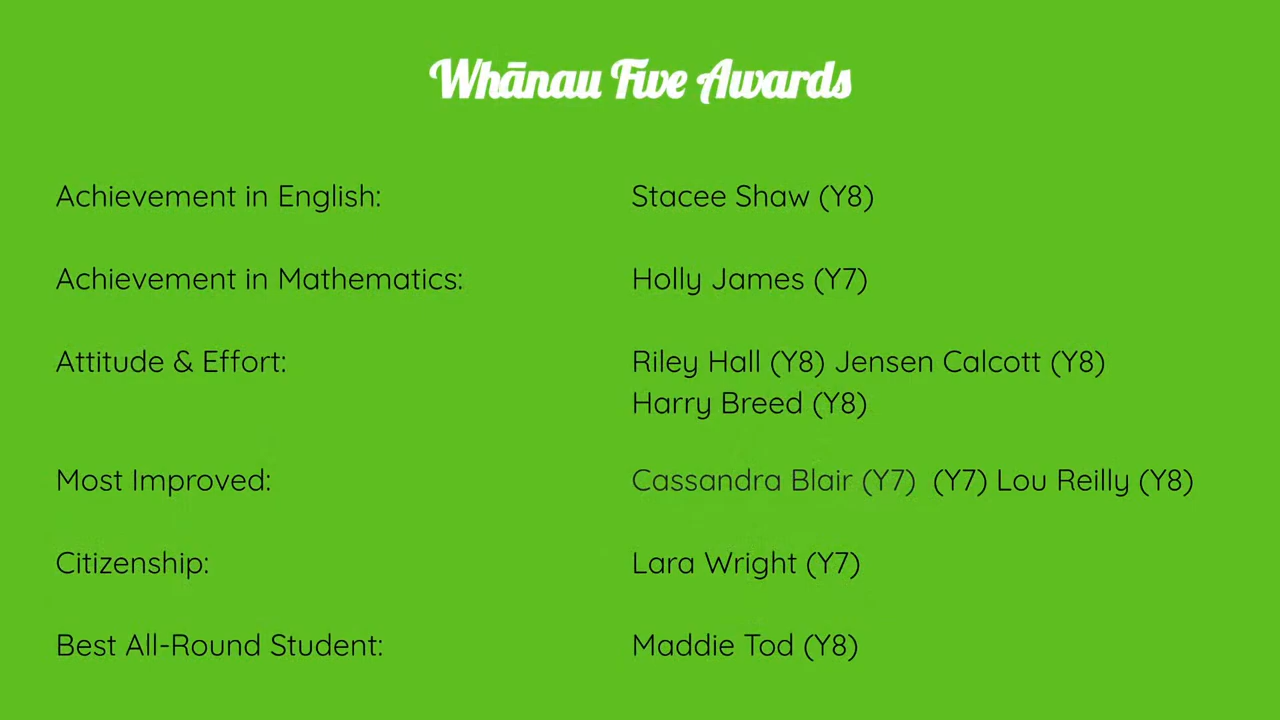 Whānau Five Awards
Achievement in English: Stacee Shaw (Y8)
Achievement in Mathematics: Holly James (Y7)
Attitude & Effort: Riley Hall (Y8) Jensen Calcott (Y8)
Harry Breed (Y8)
Most Improved: Cassandra Blair (Y7) (Y7) Lou Reilly (Y8)
Citizenship: Lara Wright (Y7)
Best All-Round Student: Maddie Tod (Y8)